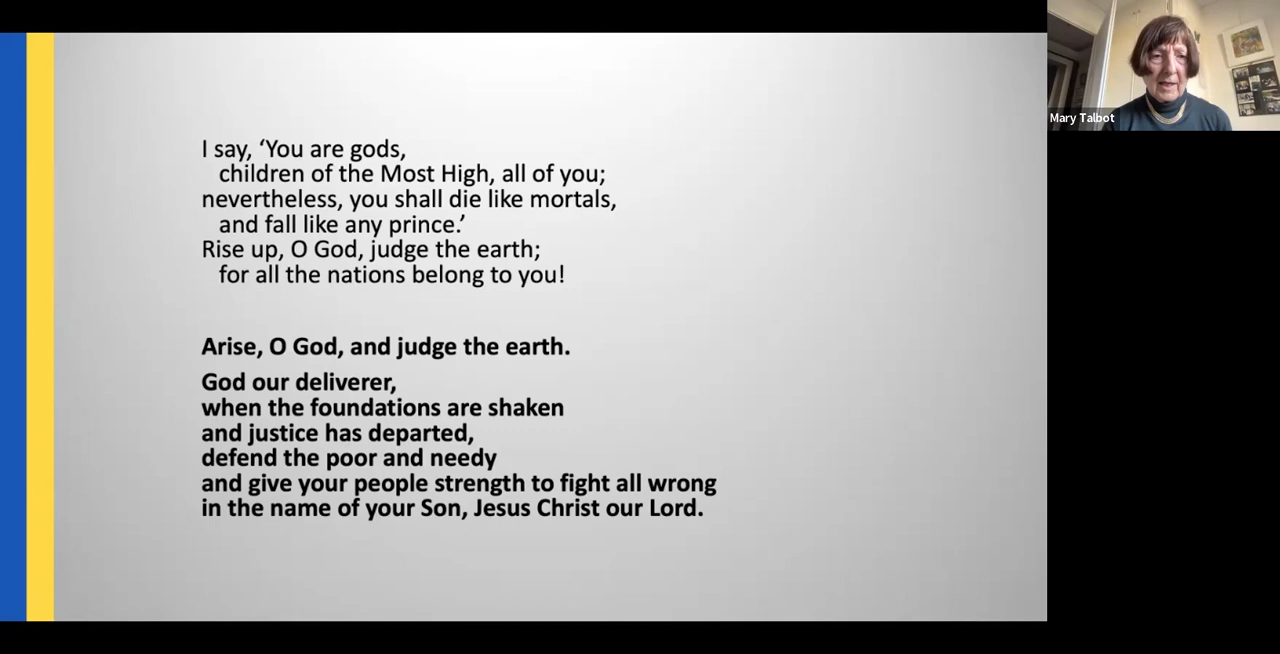 I say, ‘You are gods,
children of the Most High, all of you;
nevertheless, you shall die like mortals,
and fall like any prince.’
Rise up, O God, judge the earth;
for all the nations belong to you!
Arise, O God, and judge the earth.
God our deliverer,
when the foundations are shaken
and justice has departed,
defend the poor and needy
and give your people strength to fight all wrong
in the name of your Son, Jesus Christ our Lord.
Mary Talbot